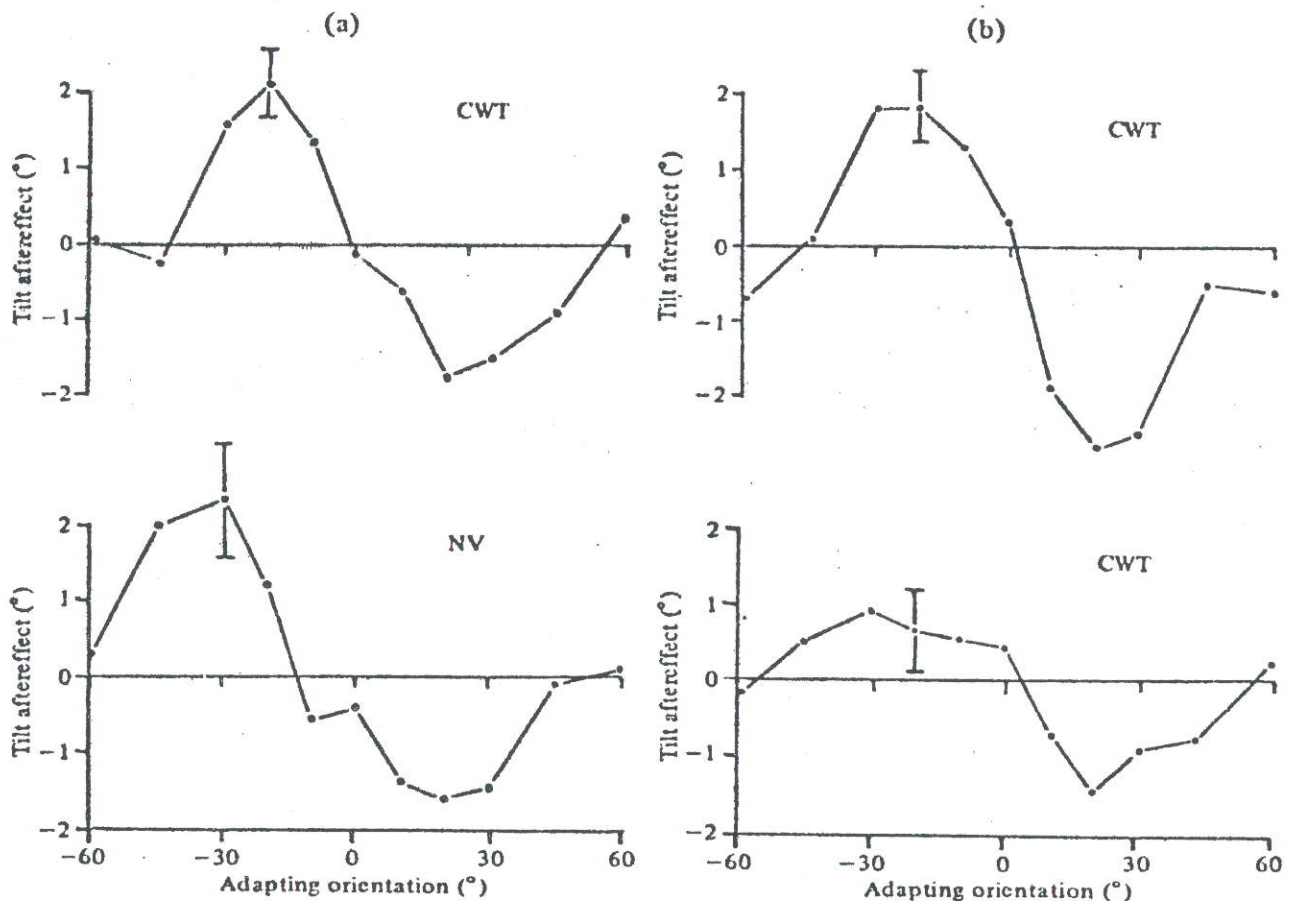 (a)
2
1
0
−1
−2
Tilt aftereffect (°)
CWT
60
2
1
0
−1
−2
Tilt aftereffect (°)
NV
−60
−30
0
30
60
Adapting orientation (°)
(b)
2
1
0
−1
−2
Tilt aftereffect (°)
CWT
2
1
0
−1
−2
Tilt aftereffect (°)
CWT
−60
−30
0
30
60
Adapting orientation (°)